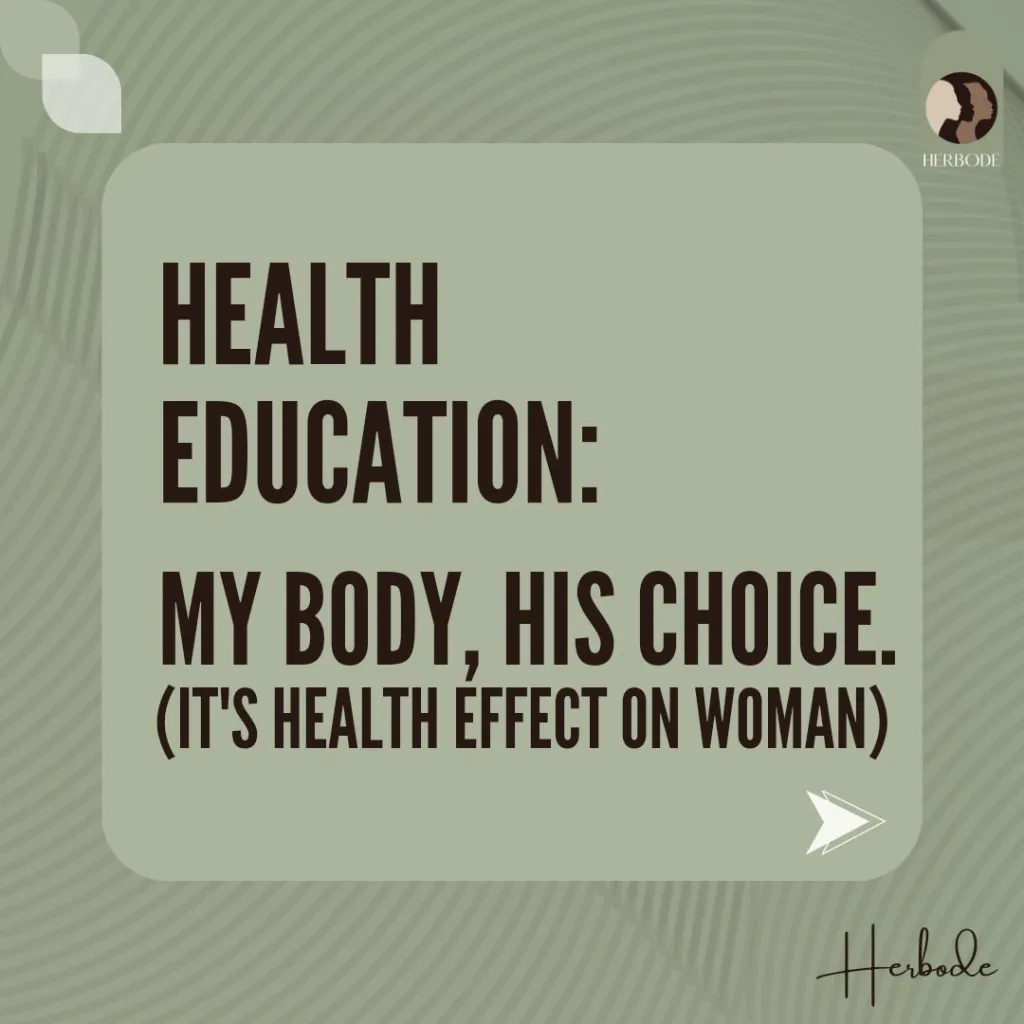 HERBODE
HEALTH
EDUCATION:
MY BODY, HIS CHOICE.
(IT'S HEALTH EFFECT ON WOMAN)
Herbode